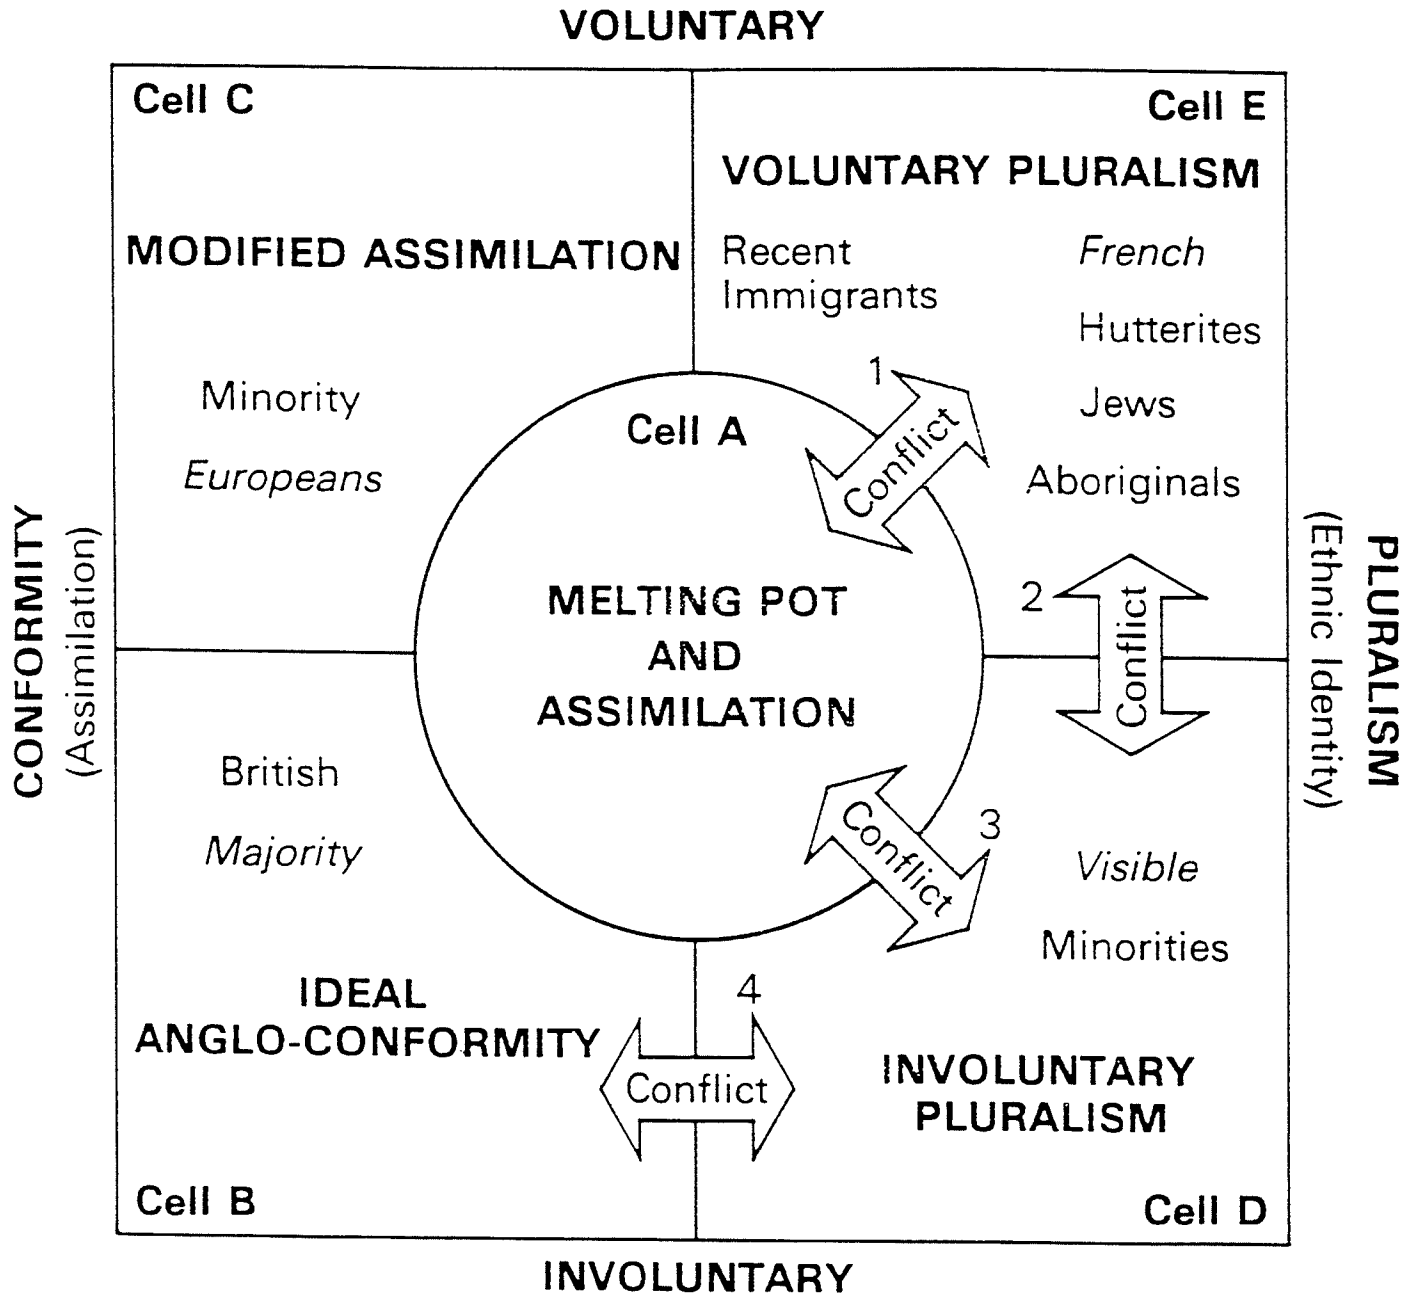 VOLUNTARY
Cell C
MODIFIED ASSIMILATION
Minority
Europeans
Cell E
VOLUNTARY PLURALISM
Recent
Immigrants
French
Hutterites
Jews
Aboriginals
1
Conflict
Cell A
MELTING POT
AND
ASSIMILATION
2
Conflict
3
Conflict
CONFORMITY
(Assimilation)
PLURALISM
(Ethnic Identity)
British
Majority
IDEAL
ANGLO-CONFORMITY
Cell B
4
Conflict
Visible
Minorities
INVOLUNTARY
PLURALISM
Cell D
INVOLUNTARY